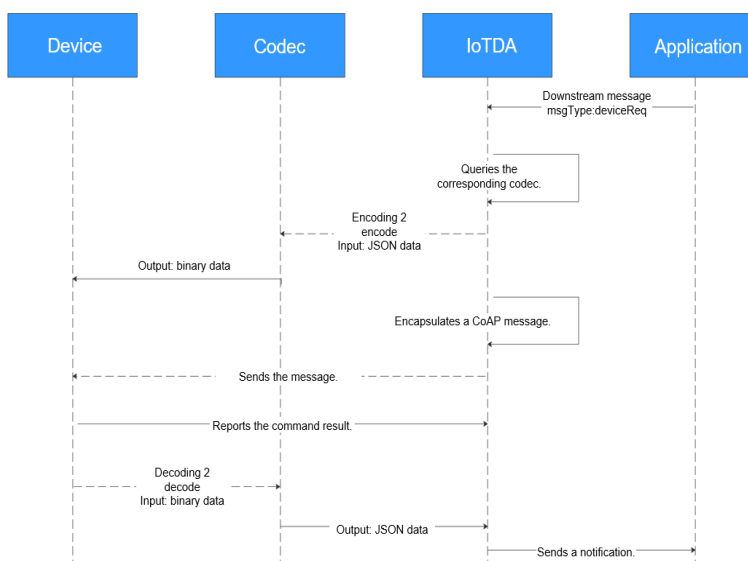 Device
Codec
IoTDA
Application
Downstream message
msgType:deviceReq
Queries the
corresponding codec.
Encoding 2
encode
Input: JSON data
Output: binary data
Encapsulates a CoAP message.
Sends the message.
Reports the command result.
Decoding 2
decode
Input: binary data
Output: JSON data
Sends a notification.